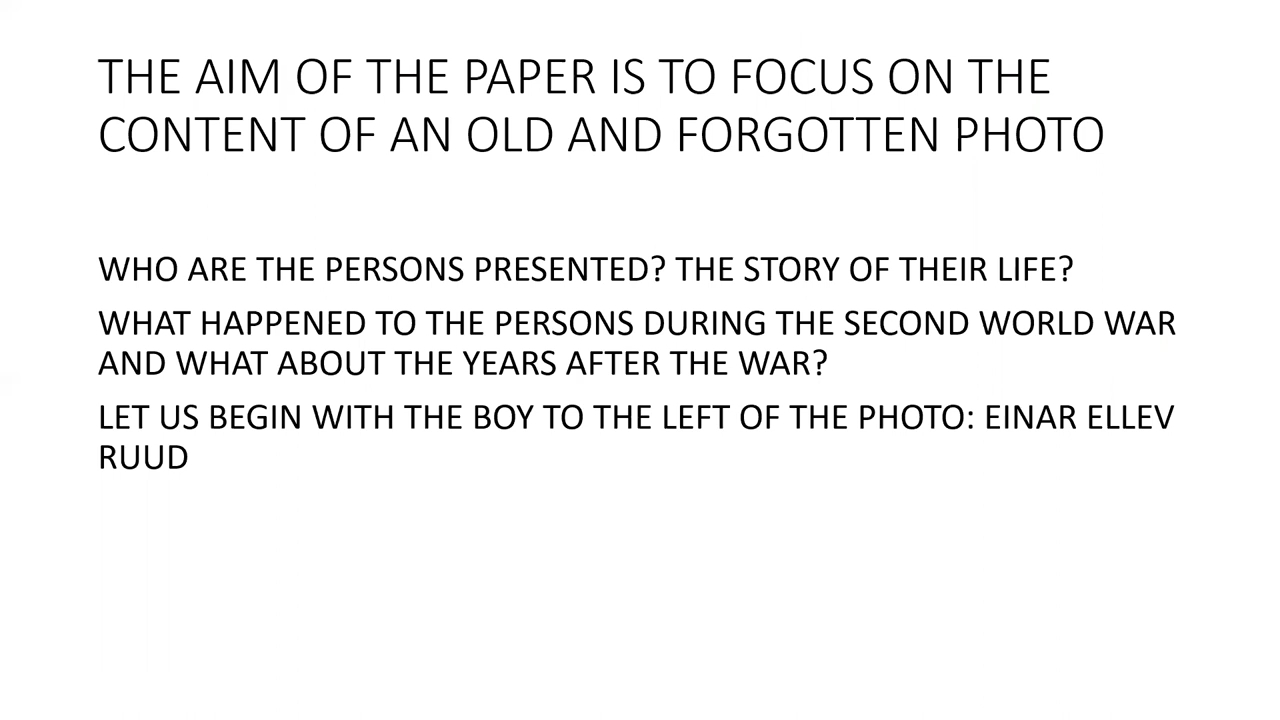 THE AIM OF THE PAPER IS TO FOCUS ON THE
CONTENT OF AN OLD AND FORGOTTEN PHOTO
WHO ARE THE PERSONS PRESENTED? THE STORY OF THEIR LIFE?
WHAT HAPPENED TO THE PERSONS DURING THE SECOND WORLD WAR
AND WHAT ABOUT THE YEARS AFTER THE WAR?
LET US BEGIN WITH THE BOY TO THE LEFT OF THE PHOTO: EINAR ELLEV
RUUD